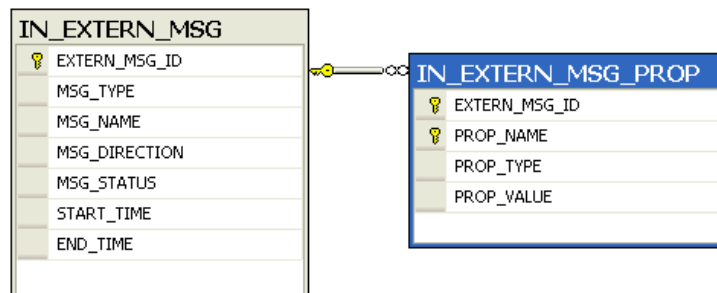 IN_EXTERN_MSG
EXTERN_MSG_ID
MSG_TYPE
MSG_NAME
MSG_DIRECTION
MSG_STATUS
START_TIME
END_TIME
IN_EXTERN_MSG_PROP
EXTERN_MSG_ID
PROP_NAME
PROP_TYPE
PROP_VALUE